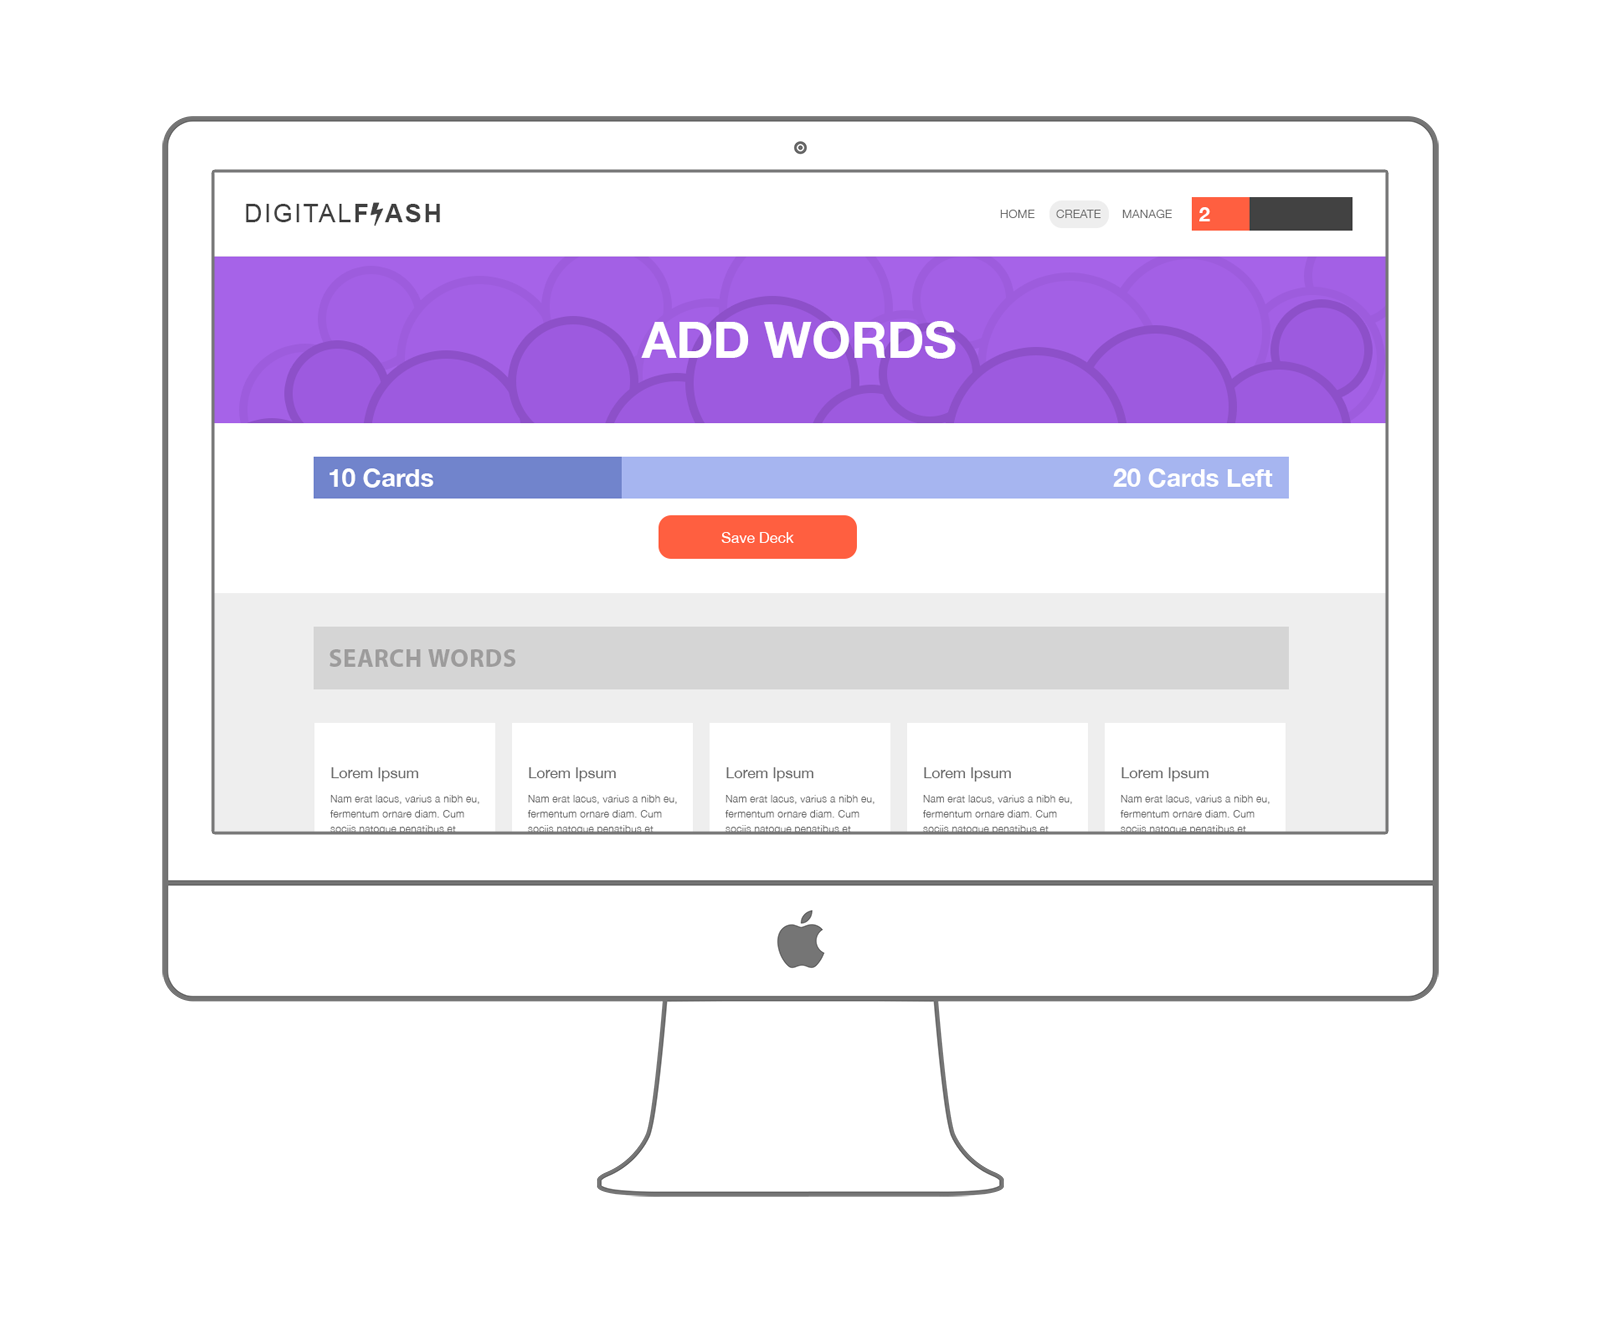 DIGITALFLASH
HOME CREATE MANAGE 2
ADD WORDS
10 Cards 20 Cards Left
Save Deck
SEARCH WORDS
Lorem Ipsum
Nam erat lacus, varius a nibh eu,
fermentum ornare diam. Cum
sociis natoque penatibus et
Lorem Ipsum
Nam erat lacus, varius a nibh eu,
fermentum ornare diam. Cum
sociis natoque penatibus et
Lorem Ipsum
Nam erat lacus, varius a nibh eu,
fermentum ornare diam. Cum
sociis natoque penatibus et
Lorem Ipsum
Nam erat lacus, varius a nibh eu,
fermentum ornare diam. Cum
sociis natoque penatibus et
Lorem Ipsum
Nam erat lacus, varius a nibh eu,
fermentum ornare diam. Cum
sociis natoque penatibus et